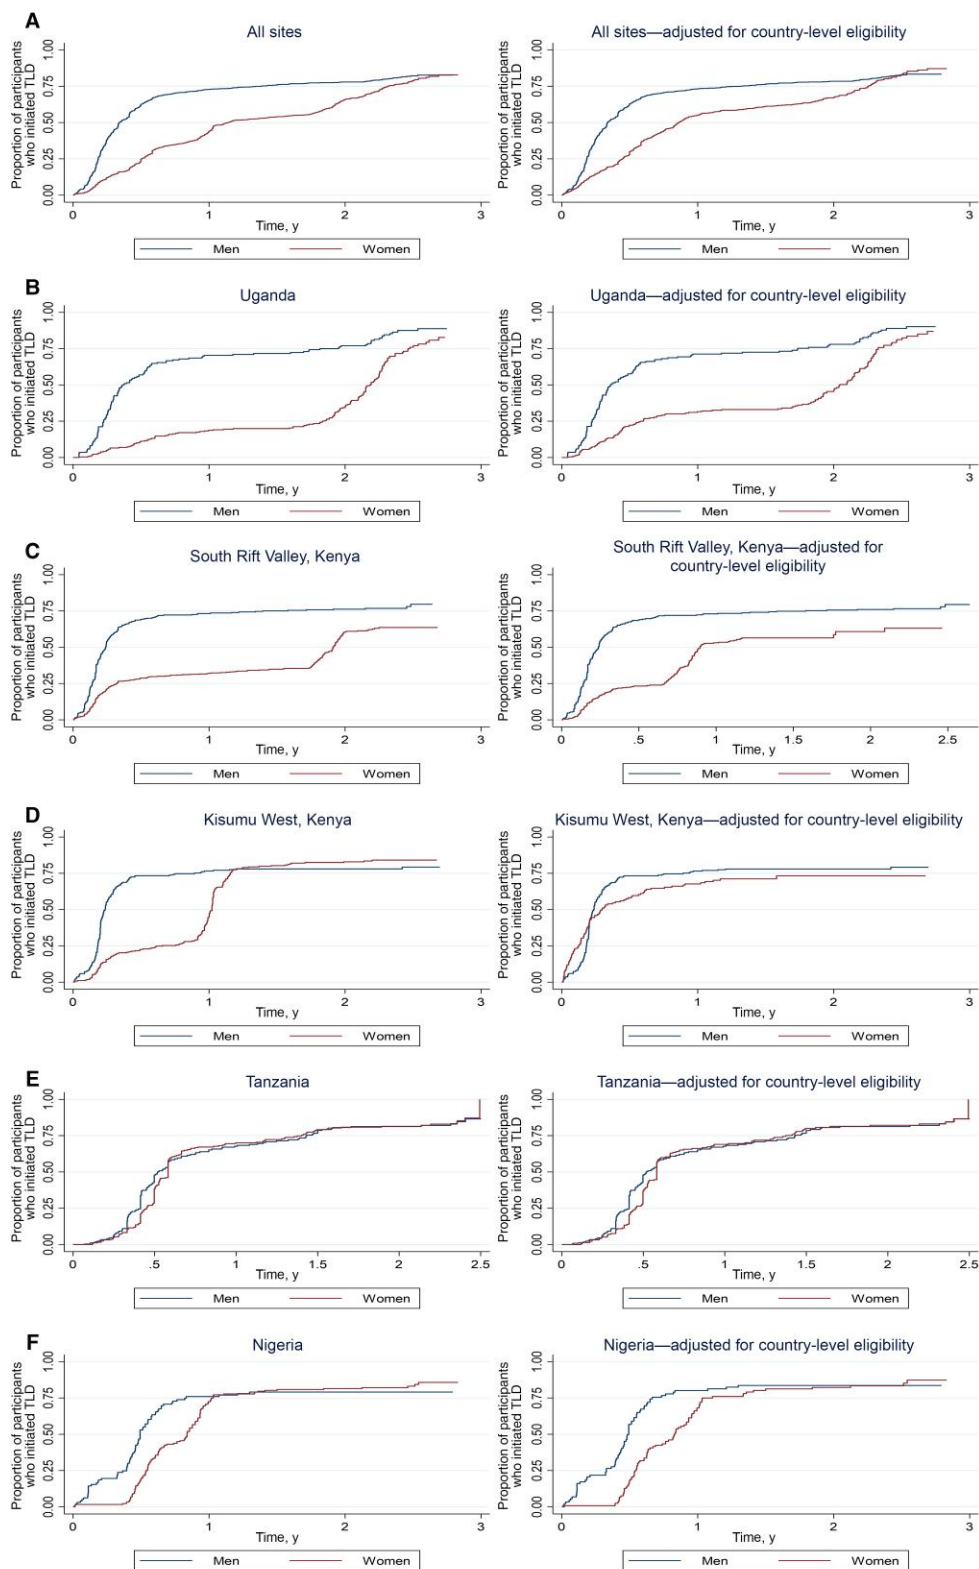 A
All sites
Proportion of participants
who initiated TLD
0.00 0.25 0.50 0.75 1.00
0 1 2 3
Time, y
Men Women
All sites—adjusted for country-level eligibility
Proportion of participants
who initiated TLD
0.00 0.25 0.50 0.75 1.00
0 1 2 3
Time, y
Men Women
B
Uganda
Proportion of participants
who initiated TLD
0.00 0.25 0.50 0.75 1.00
0 1 2 3
Time, y
Men Women
Uganda—adjusted for country-level eligibility
Proportion of participants
who initiated TLD
0.00 0.25 0.50 0.75 1.00
0 1 2 3
Time, y
Men Women
C
South Rift Valley, Kenya
Proportion of participants
who initiated TLD
0.00 0.25 0.50 0.75 1.00
0 1 2 3
Time, y
Men Women
South Rift Valley, Kenya—adjusted for
country-level eligibility
Proportion of participants
who initiated TLD
0.00 0.25 0.50 0.75 1.00
0 .5 1 1.5 2 2.5
Time, y
Men Women
D
Kisumu West, Kenya
Proportion of participants
who initiated TLD
0.00 0.25 0.50 0.75 1.00
0 1 2 3
Time, y
Men Women
Kisumu West, Kenya—adjusted for country-level eligibility
Proportion of participants
who initiated TLD
0.00 0.25 0.50 0.75 1.00
0 1 2 3
Time, y
Men Women
E
Tanzania
Proportion of participants
who initiated TLD
0.00 0.25 0.50 0.75 1.00
0 .5 1 1.5 2 2.5
Time, y
Men Women
Tanzania—adjusted for country-level eligibility
Proportion of participants
who initiated TLD
0.00 0.25 0.50 0.75 1.00
0 .5 1 1.5 2 2.5
Time, y
Men Women
F
Nigeria
Proportion of participants
who initiated TLD
0.00 0.25 0.50 0.75 1.00
0 1 2 3
Time, y
Men Women
Nigeria—adjusted for country-level eligibility
Proportion of participants
who initiated TLD
0.00 0.25 0.50 0.75 1.00
0 1 2 3
Time, y
Men Women